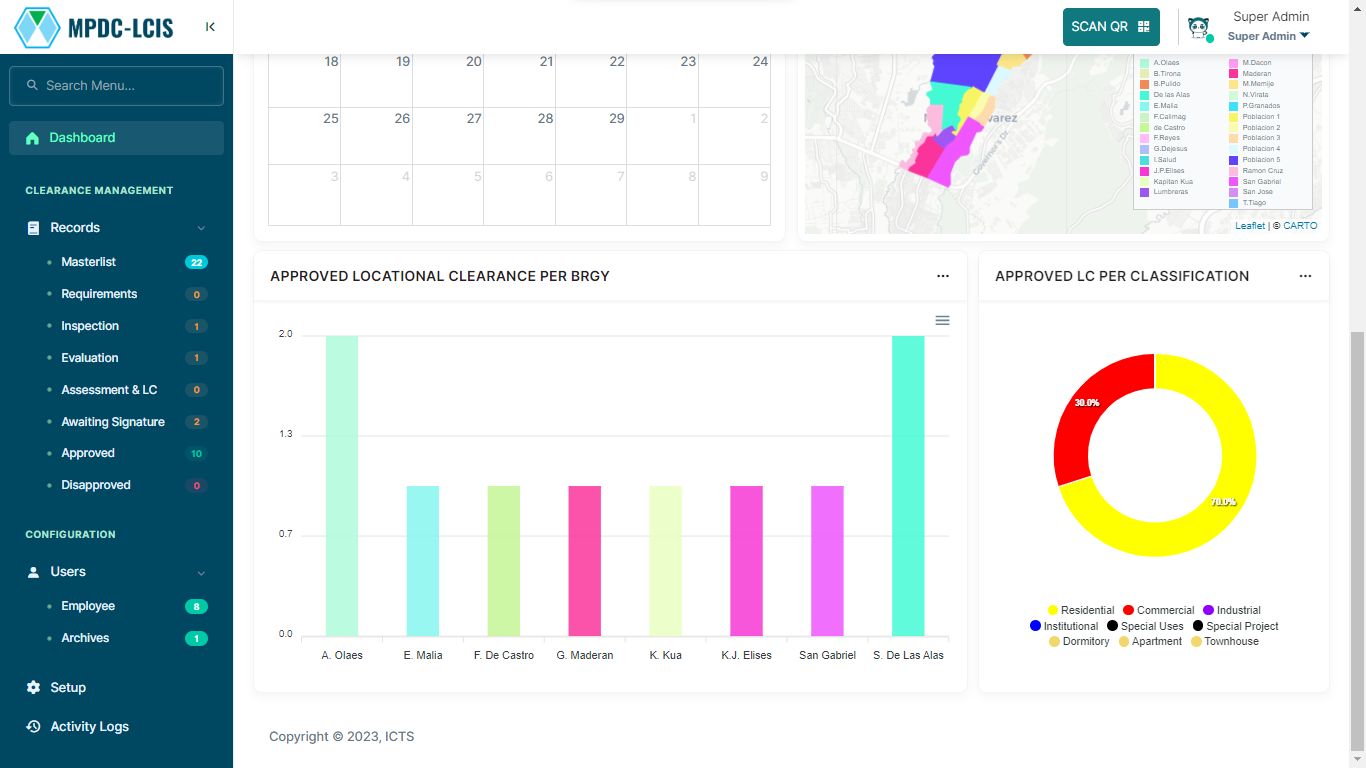 MPDC-LCIS
SCAN QR
Super Admin
Super Admin
Search Menu...
Dashboard
CLEARANCE MANAGEMENT
Records
Masterlist 22
Requirements 0
Inspection 1
Evaluation 1
Assessment & LC 0
Awaiting Signature 2
Approved 10
Disapproved 0
CONFIGURATION
Users
Employee 8
Archives 1
Setup
Activity Logs
18 19 20 21 22 23 24
25 26 27 28 29 1 2
3 4 5 6 7 8 9
varez
Governor's Dr
A.Olaes
B.Tirona
B.Pulido
De las Alas
E.Malia
F.Calimag
de Castro
F.Reyes
G.Dejesus
I.Salud
J.P.Elises
Kapitan Kua
Lumbreras
M.Dacon
Maderan
M.Memije
N.Virata
P.Granados
Poblacion 1
Poblacion 2
Poblacion 3
Poblacion 4
Poblacion 5
Ramon Cruz
San Gabriel
San Jose
T.Tiago
Leaflet | © CARTO
APPROVED LOCATIONAL CLEARANCE PER BRGY
2.0
1.3
0.7
0.0
A. Olaes E. Malia F. De Castro G. Maderan K. Kua K.J. Elises San Gabriel S. De Las Alas
APPROVED LC PER CLASSIFICATION
30.0%
70.0%
Residential Commercial Industrial
Institutional Special Uses Special Project
Dormitory Apartment Townhouse
Copyright © 2023, ICTS